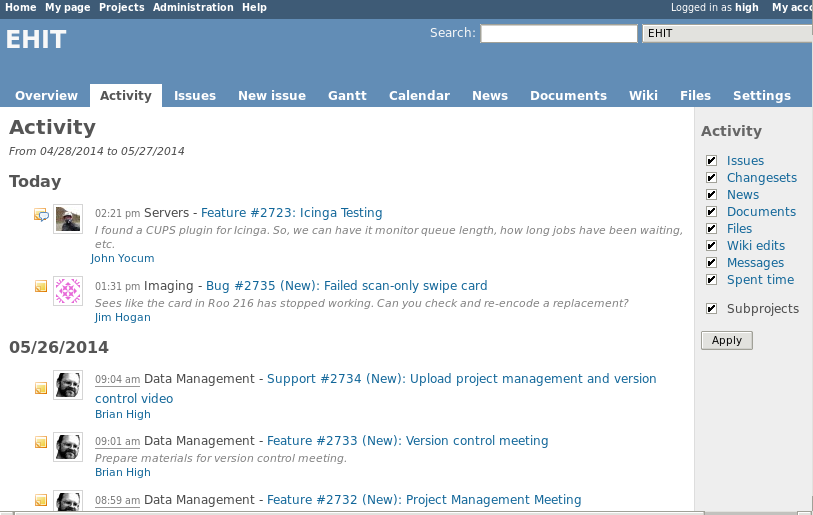 Home My page Projects Administration Help Logged in as high My acco
EHIT
Search: EHIT
Overview Activity Issues New issue Gantt Calendar News Documents Wiki Files Settings
Activity
From 04/28/2014 to 05/27/2014
Today
02:21 pm Servers - Feature #2723: Icinga Testing
I found a CUPS plugin for Icinga. So, we can have it monitor queue length, how long jobs have been waiting,
etc.
John Yocum
01:31 pm Imaging - Bug #2735 (New): Failed scan-only swipe card
Sees like the card in Roo 216 has stopped working. Can you check and re-encode a replacement?
Jim Hogan
05/26/2014
09:04 am Data Management - Support #2734 (New): Upload project management and version
control video
Brian High
09:01 am Data Management - Feature #2733 (New): Version control meeting
Prepare materials for version control meeting.
Brian High
08:59 am Data Management - Feature #2732 (New): Project Management Meeting
Activity
Issues
Changesets
News
Documents
Files
Wiki edits
Messages
Spent time
Subprojects
Apply